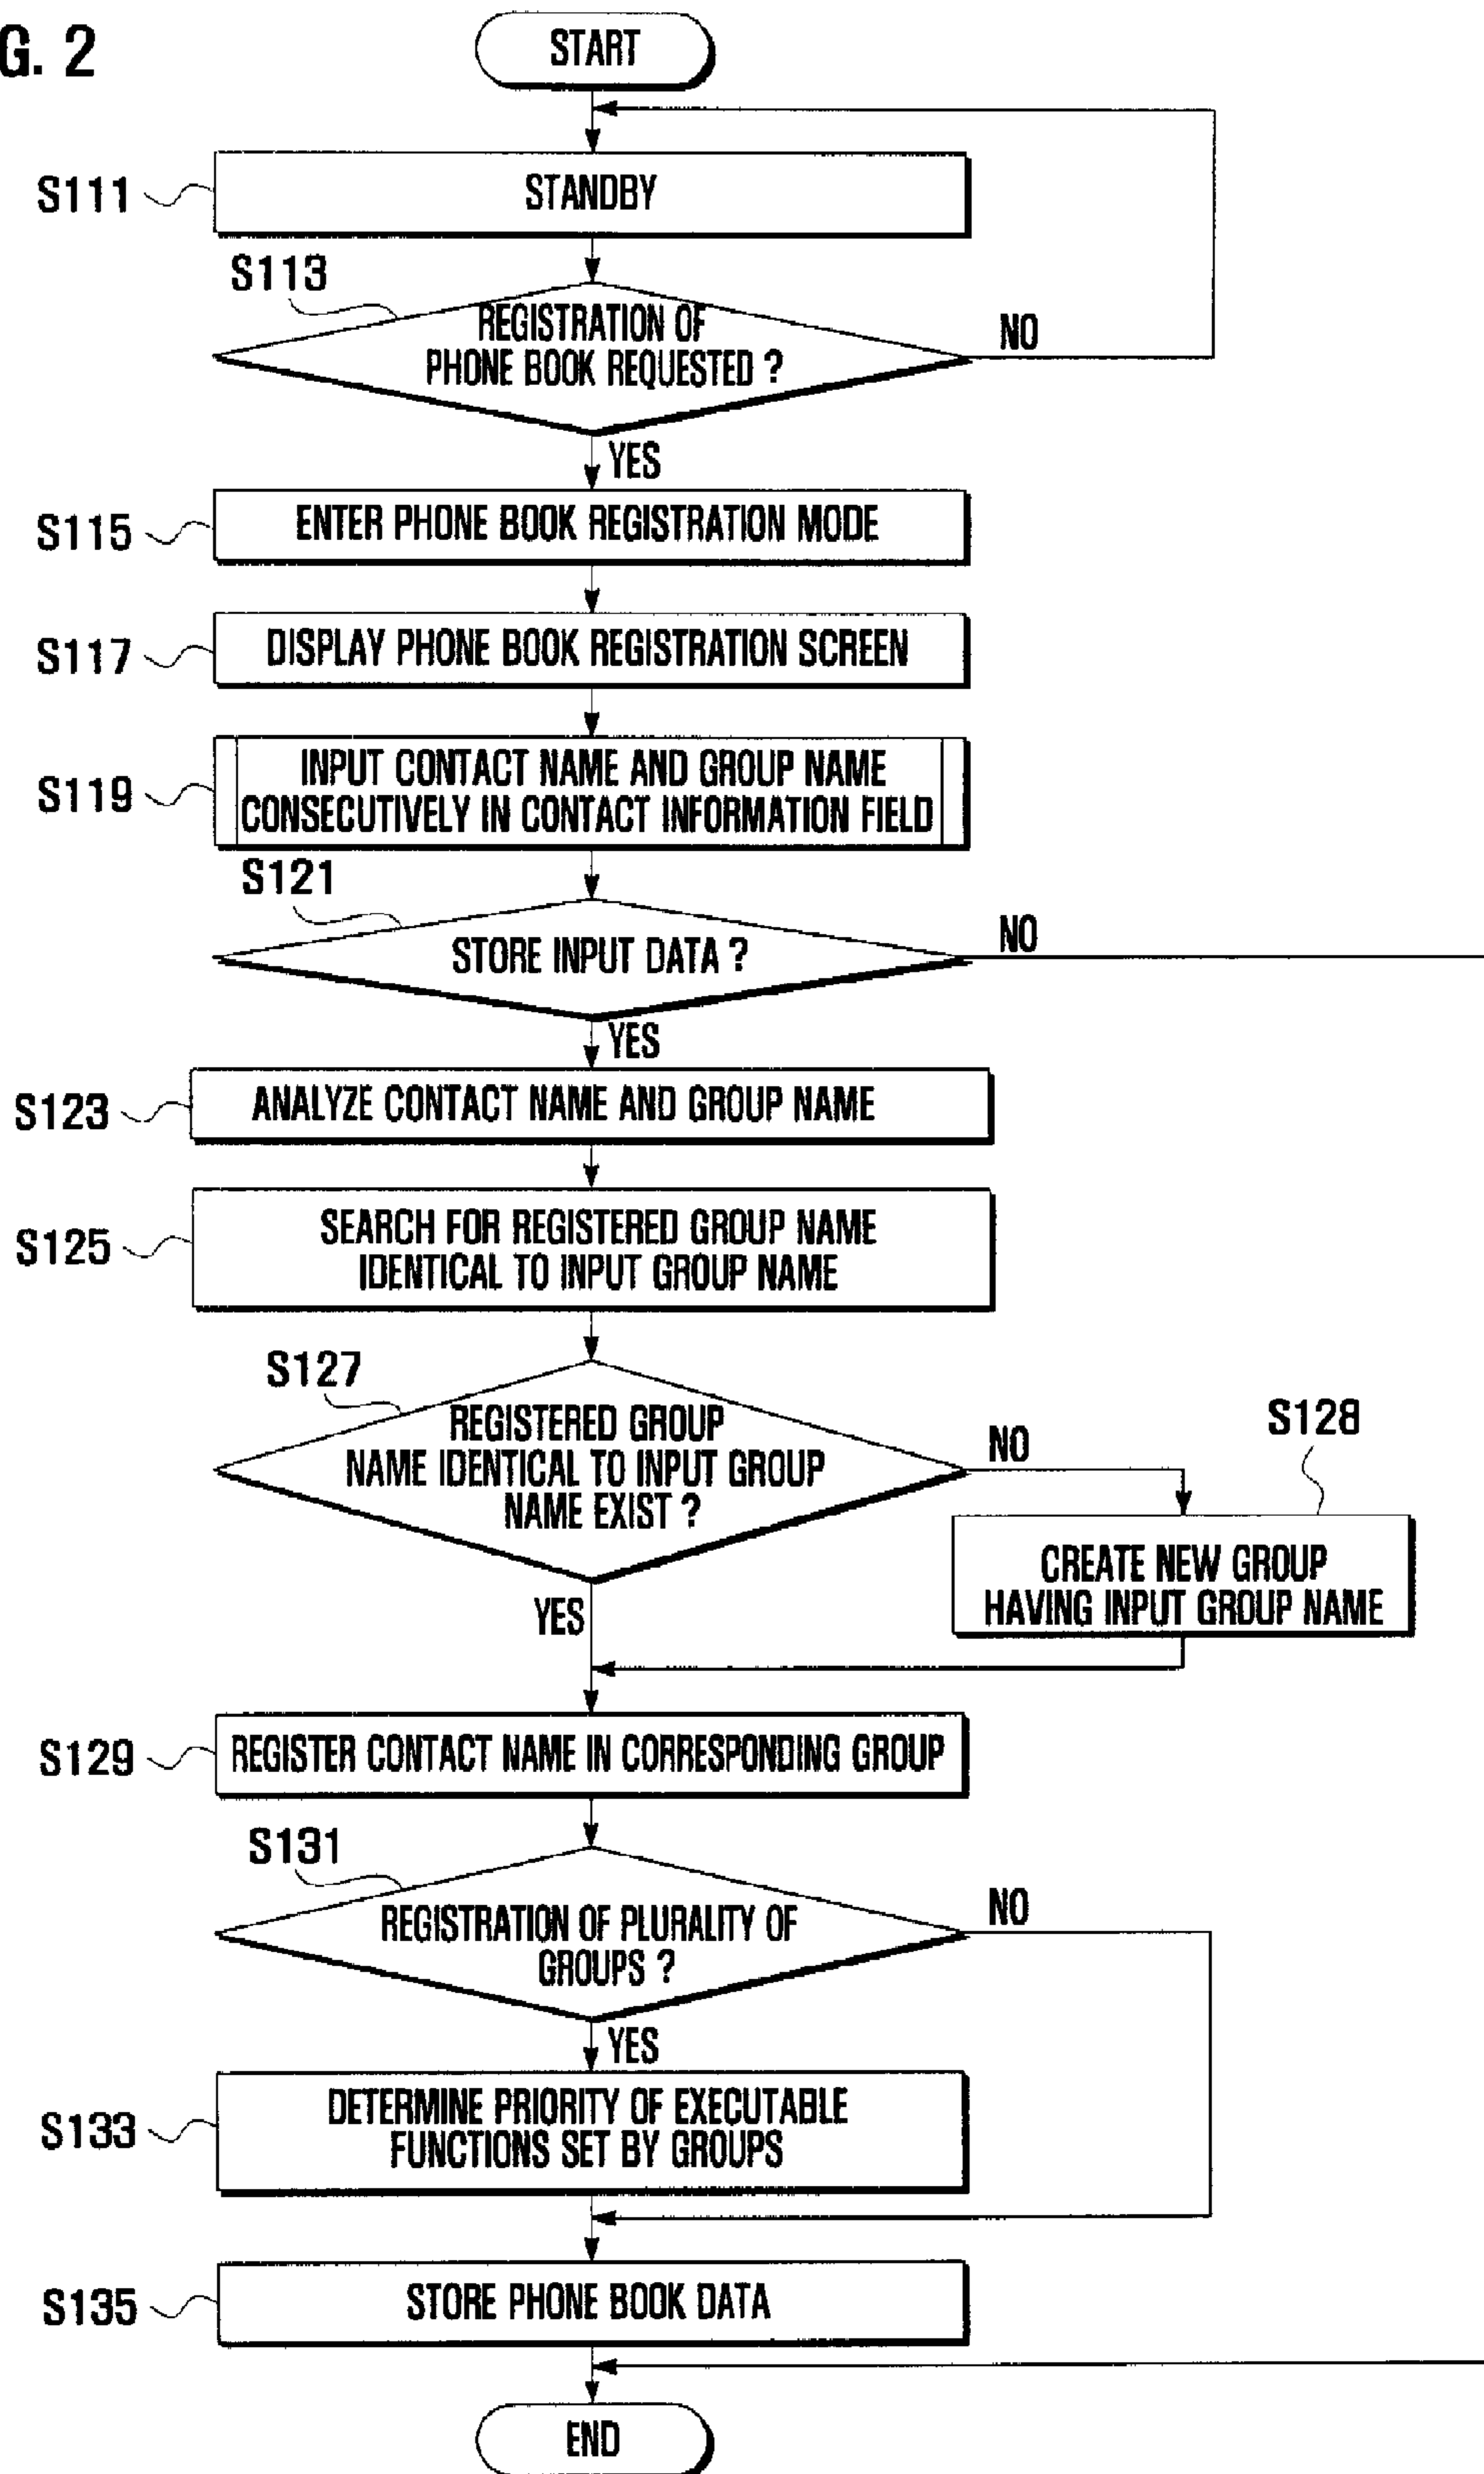 G. 2
START
S111
STANDBY
S113
REGISTRATION OF
PHONE BOOK REQUESTED ?
NO
YES
S115
ENTER PHONE BOOK REGISTRATION MODE
S117
DISPLAY PHONE BOOK REGISTRATION SCREEN
S119
INPUT CONTACT NAME AND GROUP NAME
CONSECUTIVELY IN CONTACT INFORMATION FIELD
S121
STORE INPUT DATA ?
NO
YES
S123
ANALYZE CONTACT NAME AND GROUP NAME
S125
SEARCH FOR REGISTERED GROUP NAME
IDENTICAL TO INPUT GROUP NAME
S127
REGISTERED GROUP
NAME IDENTICAL TO INPUT GROUP
NAME EXIST ?
NO
S128
CREATE NEW GROUP
HAVING INPUT GROUP NAME
YES
S129
REGISTER CONTACT NAME IN CORRESPONDING GROUP
S131
REGISTRATION OF PLURALITY OF
GROUPS ?
NO
YES
S133
DETERMINE PRIORITY OF EXECUTABLE
FUNCTIONS SET BY GROUPS
S135
STORE PHONE BOOK DATA
END